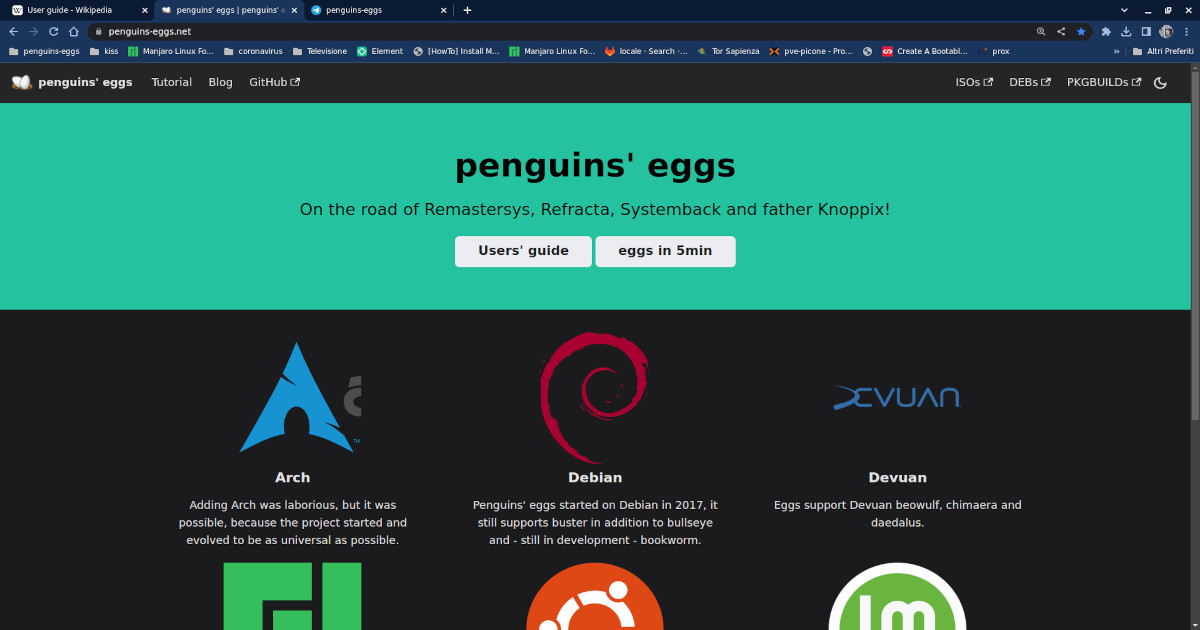 User guide - Wikipedia
penguins' eggs | penguins' e
penguins-eggs
penguins-eggs.net
penguins-eggs
kiss
Manjaro Linux Fo...
coronavirus
Televisione
Element
[HowTo] Install M...
Manjaro Linux Fo...
locale · Search ·...
Tor Sapienza
pve-picone - Pro...
Create A Bootabl...
prox
»
Altri Preferiti
penguins' eggs
Tutorial
Blog
GitHub
ISOs
DEBs
PKGBUILDs
penguins' eggs
On the road of Remastersys, Refracta, Systemback and father Knoppix!
Users' guide
eggs in 5min
TM
DEVUAN
Arch
Adding Arch was laborious, but it was
possible, because the project started and
evolved to be as universal as possible.
Debian
Penguins' eggs started on Debian in 2017, it
still supports buster in addition to bullseye
and - still in development - bookworm.
Devuan
Eggs support Devuan beowulf, chimaera and
daedalus.
lm